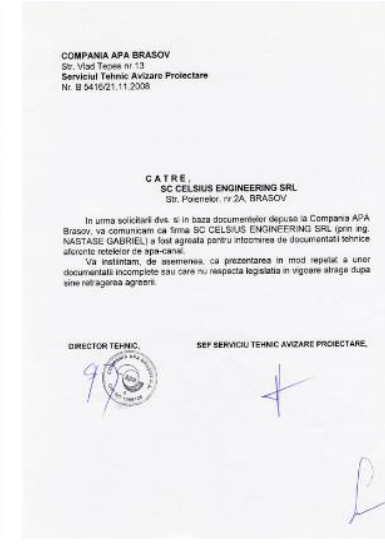 COMPANIA APA BRASOV
Str. Vlad Tepes nr.13
Serviciul Tehnic Avizare Proiectare
Nr. B 5416/21.11.2008
C A T R E ,
SC CELSIUS ENGINEERING SRL
Str. Poienelor, nr.2A, BRASOV
In urma solicitarii dvs. si in baza documentelor depuse la Compania APA
Brasov, va comunicam ca firma SC CELSIUS ENGINEERING SRL (prin ing.
NASTASE GABRIEL) a fost agreata pentru intocmirea de documentatii tehnice
aferente retelelor de apa-canal.
Va instiintam, de asemenea, ca prezentarea in mod repetat a unor
documentatii incomplete sau care nu respecta legislatia in vigoare atrage dupa
sine retragerea agreerii.
DIRECTOR TEHNIC,
SEF SERVICIU TEHNIC AVIZARE PROIECTARE,
COMPANIA APA BRASOV